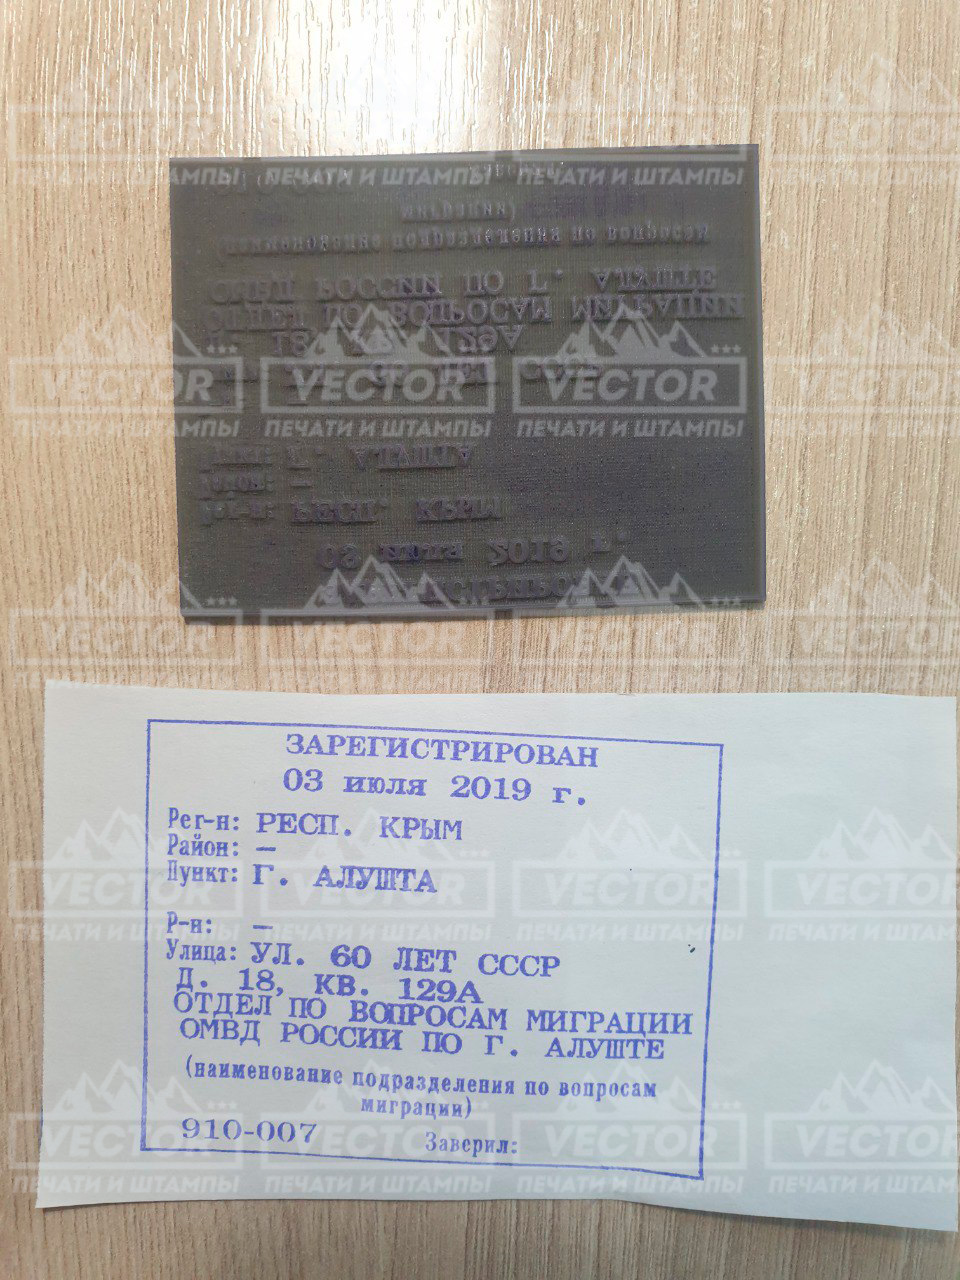 ЗАРЕГИСТРИРОВАН
03 июля 2019 г.
Рег-н: РЕСП. КРЫМ
Район: –
Пункт: Г. АЛУШТА
Р-н: –
Улица: УЛ. 60 ЛЕТ СССР
Д. 18, КВ. 129А
ОТДЕЛ ПО ВОПРОСАМ МИГРАЦИИ
ОМВД РОССИИ ПО Г. АЛУШТЕ
(наименование подразделения по вопросам
миграции)
910-007 Заверил:
VECTOR
ПЕЧАТИ И ШТАМПЫ